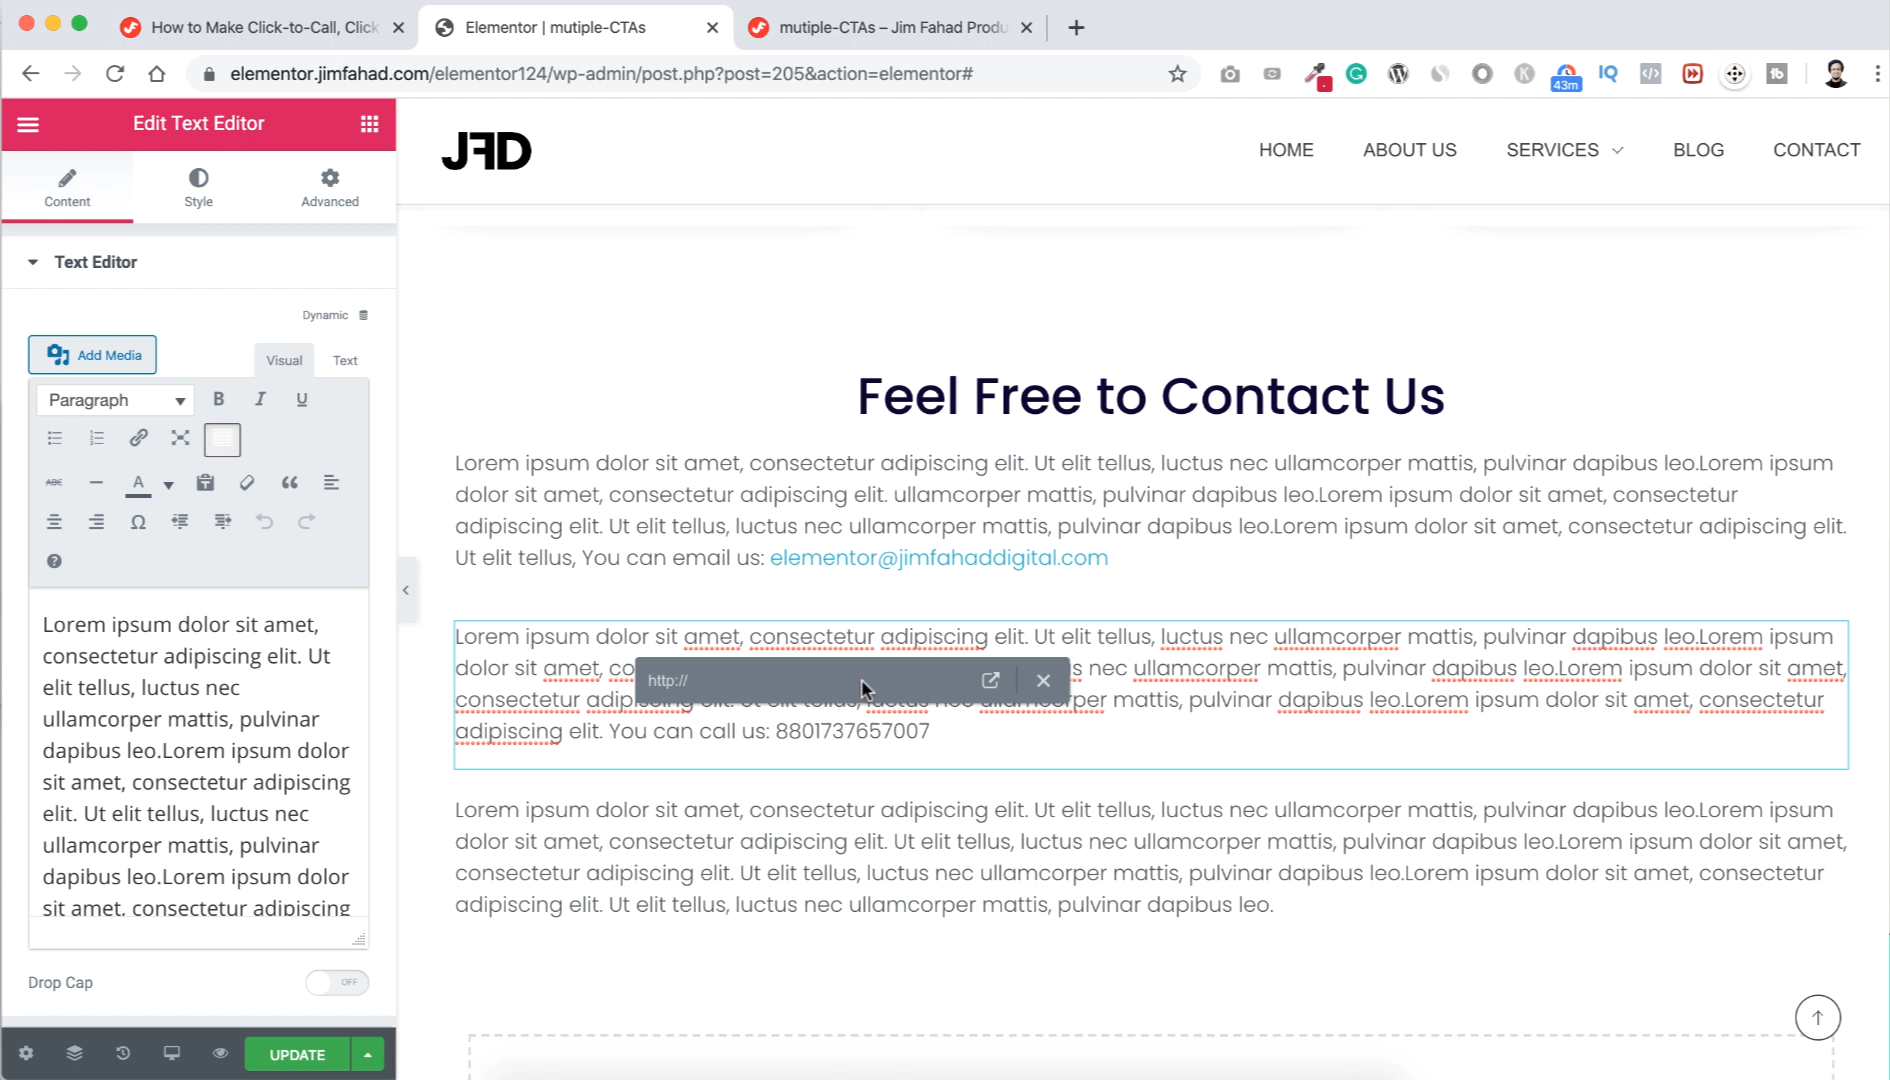 How to Make Click-to-Call, Click
Elementor | mutiple-CTAs
mutiple-CTAs – Jim Fahad Produ
elementor.jimfahad.com/elementor124/wp-admin/post.php?post=205&action=elementor#
43m
IQ
Edit Text Editor
JFD
HOME
ABOUT US
SERVICES
BLOG
CONTACT
Content
Style
Advanced
Text Editor
Dynamic
Add Media
Visual
Text
Paragraph
B I U
ABC
A
Ω
Lorem ipsum dolor sit amet,
consectetur adipiscing elit. Ut
elit tellus, luctus nec
ullamcorper mattis, pulvinar
dapibus leo.Lorem ipsum dolor
sit amet, consectetur adipiscing
elit. Ut elit tellus, luctus nec
ullamcorper mattis, pulvinar
dapibus leo.Lorem ipsum dolor
sit amet, consectetur adipiscing
Drop Cap
OFF
UPDATE
Feel Free to Contact Us
Lorem ipsum dolor sit amet, consectetur adipiscing elit. Ut elit tellus, luctus nec ullamcorper mattis, pulvinar dapibus leo.Lorem ipsum
dolor sit amet, consectetur adipiscing elit. ullamcorper mattis, pulvinar dapibus leo.Lorem ipsum dolor sit amet, consectetur
adipiscing elit. Ut elit tellus, luctus nec ullamcorper mattis, pulvinar dapibus leo.Lorem ipsum dolor sit amet, consectetur adipiscing elit.
Ut elit tellus, You can email us: elementor@jimfahaddigital.com
Lorem ipsum dolor sit amet, consectetur adipiscing elit. Ut elit tellus, luctus nec ullamcorper mattis, pulvinar dapibus leo.Lorem ipsum
dolor sit amet, co http:// s nec ullamcorper mattis, pulvinar dapibus leo.Lorem ipsum dolor sit amet,
consectetur adipiscing elit. Ut elit tellus, luctus nec ullamcorper mattis, pulvinar dapibus leo.Lorem ipsum dolor sit amet, consectetur
adipiscing elit. You can call us: 8801737657007
Lorem ipsum dolor sit amet, consectetur adipiscing elit. Ut elit tellus, luctus nec ullamcorper mattis, pulvinar dapibus leo.Lorem ipsum
dolor sit amet, consectetur adipiscing elit. Ut elit tellus, luctus nec ullamcorper mattis, pulvinar dapibus leo.Lorem ipsum dolor sit amet,
consectetur adipiscing elit. Ut elit tellus, luctus nec ullamcorper mattis, pulvinar dapibus leo.Lorem ipsum dolor sit amet, consectetur
adipiscing elit. Ut elit tellus, luctus nec ullamcorper mattis, pulvinar dapibus leo.